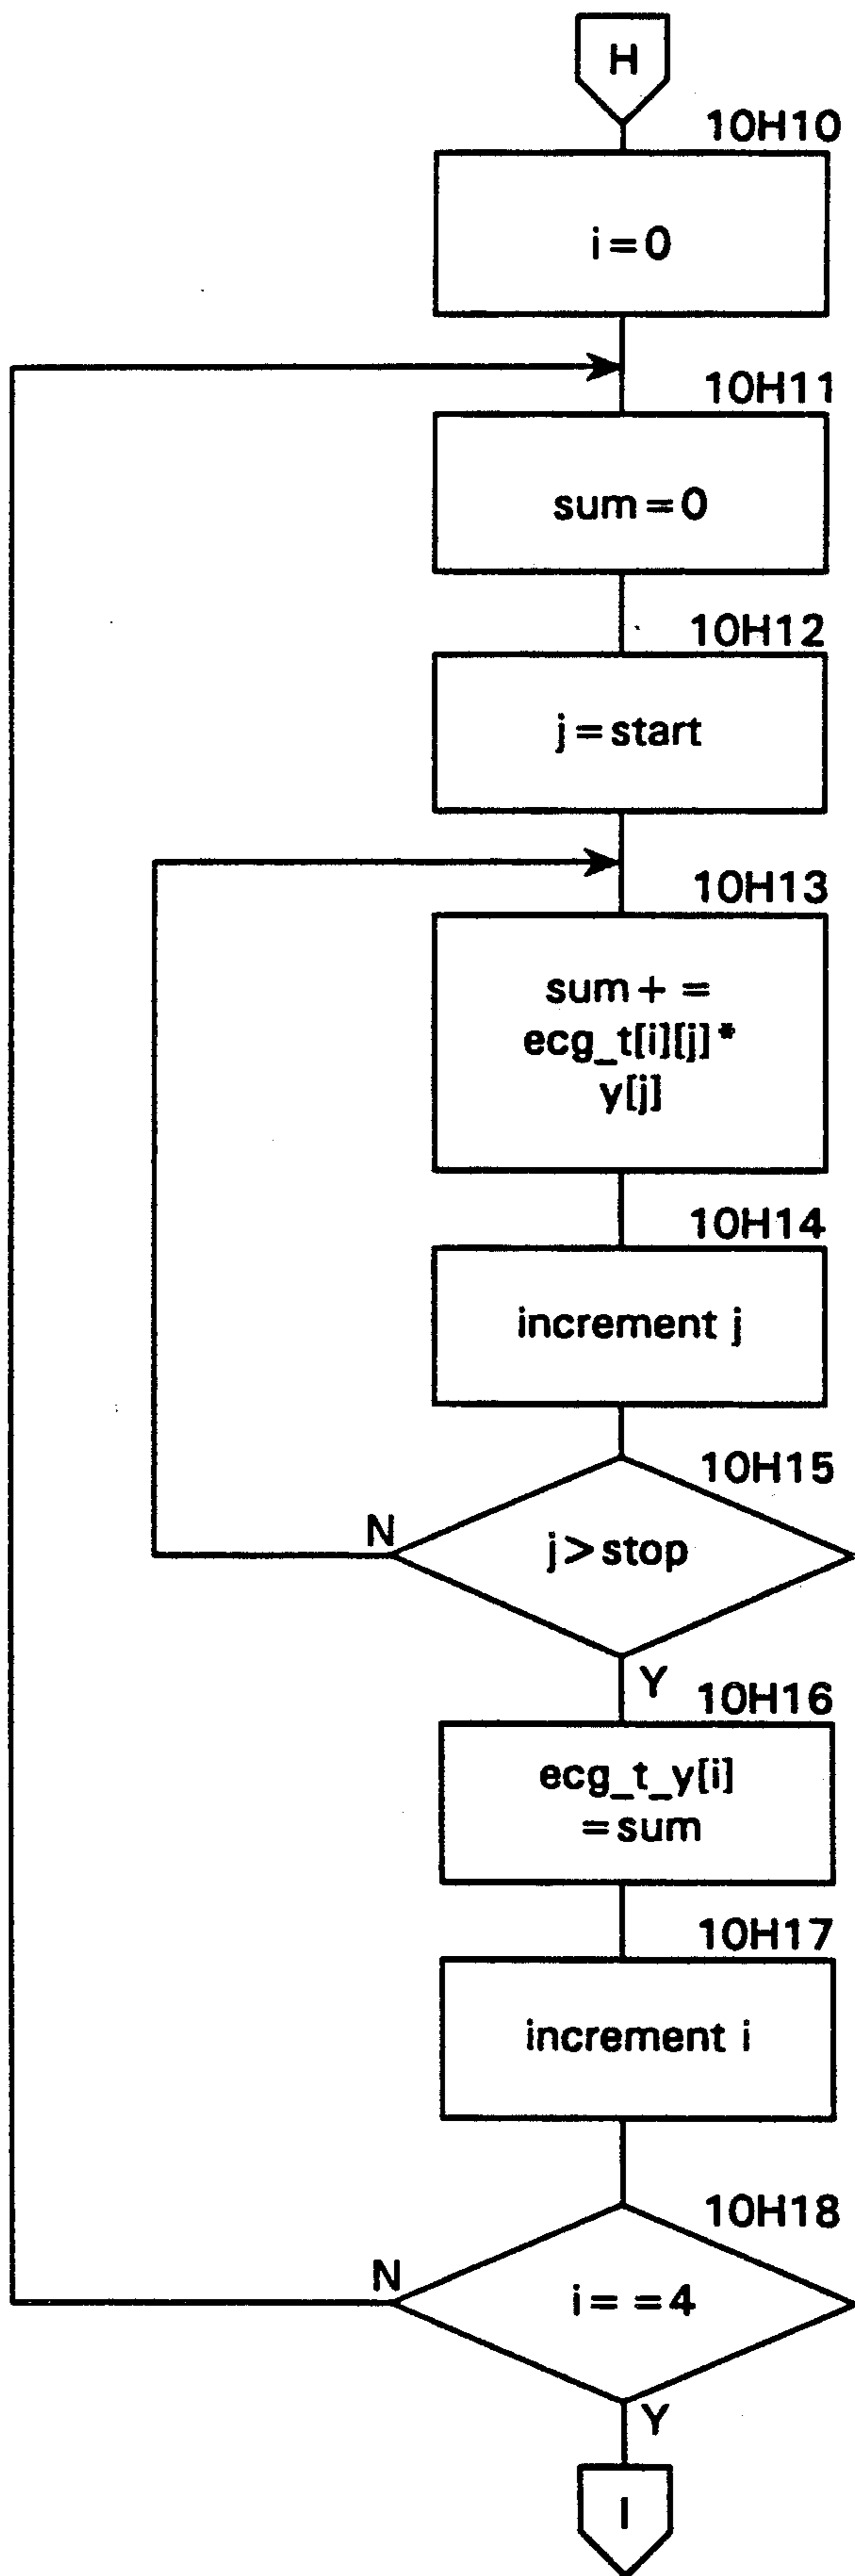 H
10H10
i=0
10H11
sum=0
10H12
j=start
10H13
sum+ =
ecg_t[i][j]*
y[j]
10H14
increment j
10H15
N
j>stop
Y
10H16
ecg_t_y[i]
=sum
10H17
increment i
10H18
N
i= =4
Y
I